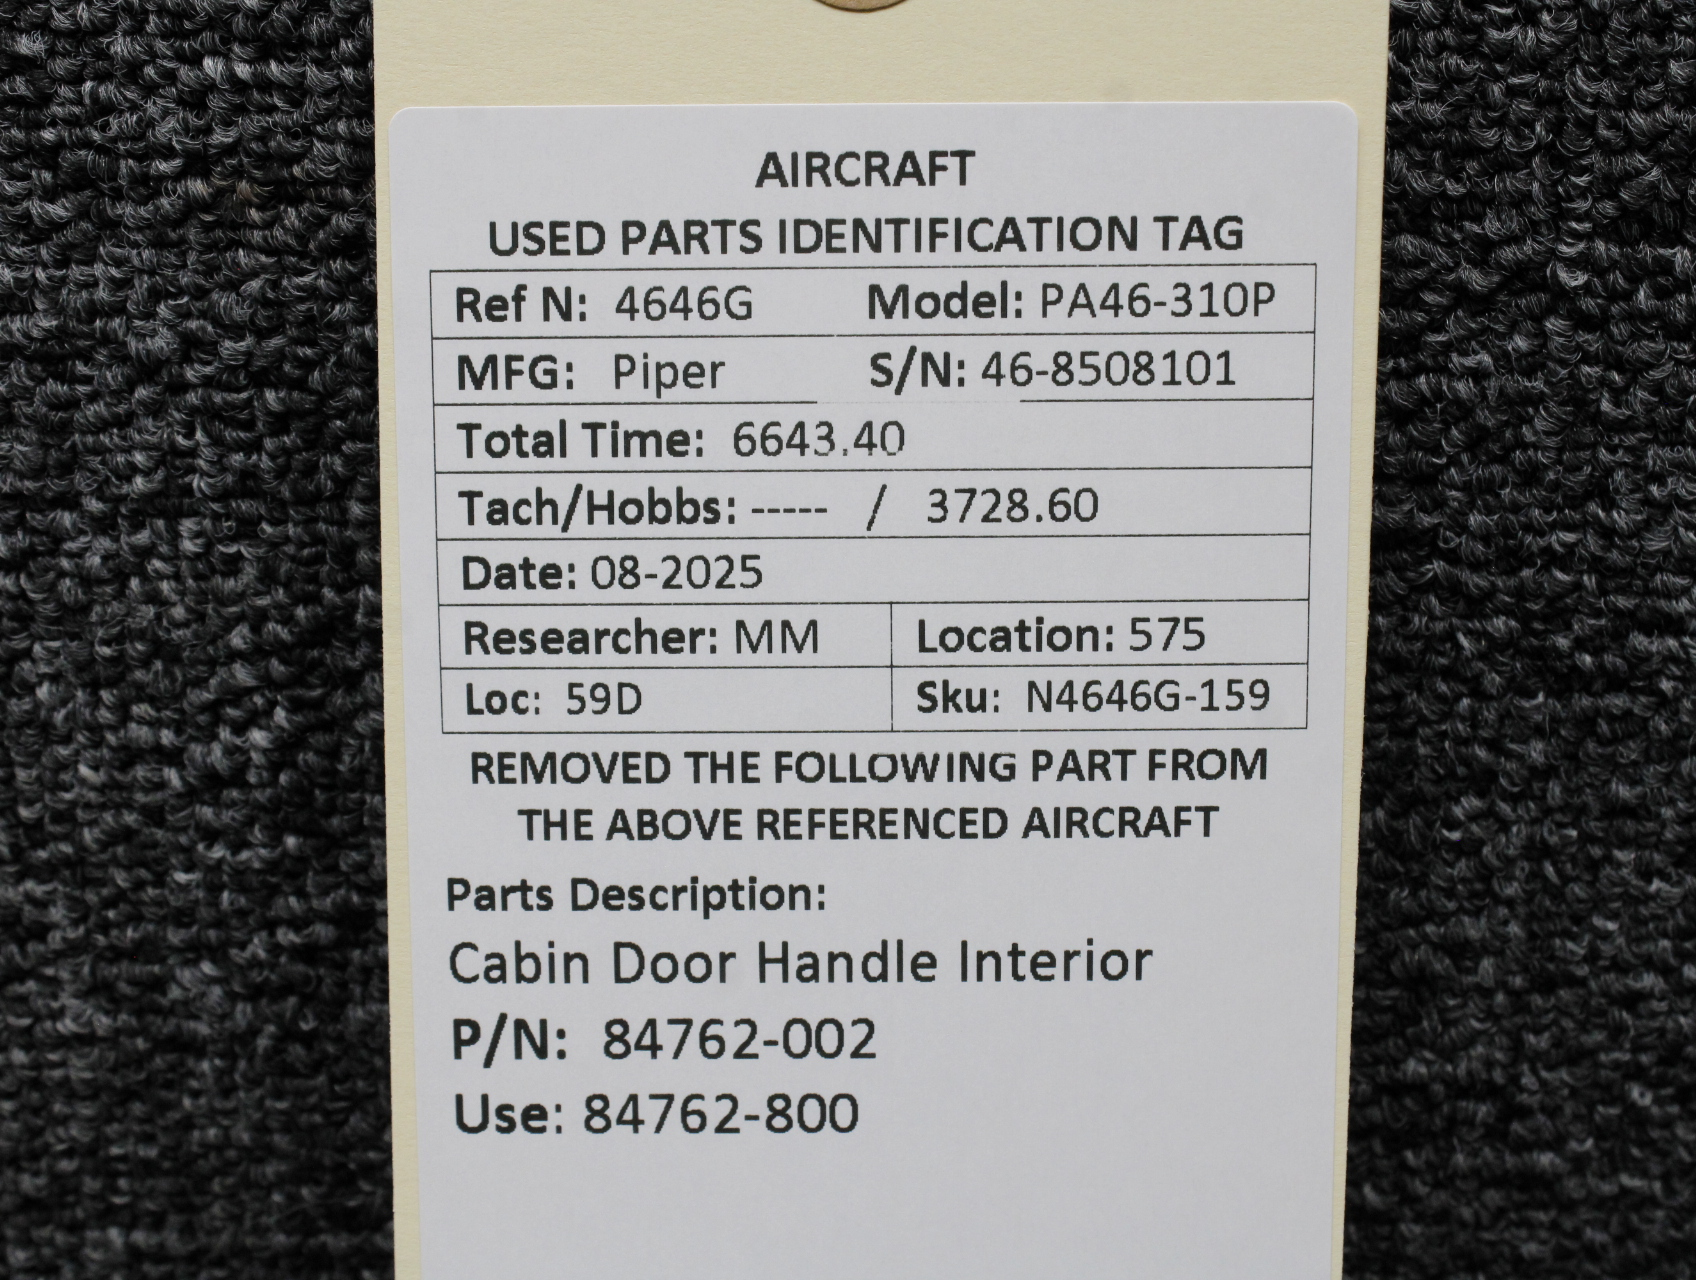 AIRCRAFT
USED PARTS IDENTIFICATION TAG
Ref N: 4646G Model: PA46-310P
MFG: Piper S/N: 46-8508101
Total Time: 6643.40
Tach/Hobbs: ----- / 3728.60
Date: 08-2025
Researcher: MM Location: 575
Loc: 59D Sku: N4646G-159
REMOVED THE FOLLOWING PART FROM
THE ABOVE REFERENCED AIRCRAFT
Parts Description:
Cabin Door Handle Interior
P/N: 84762-002
Use: 84762-800